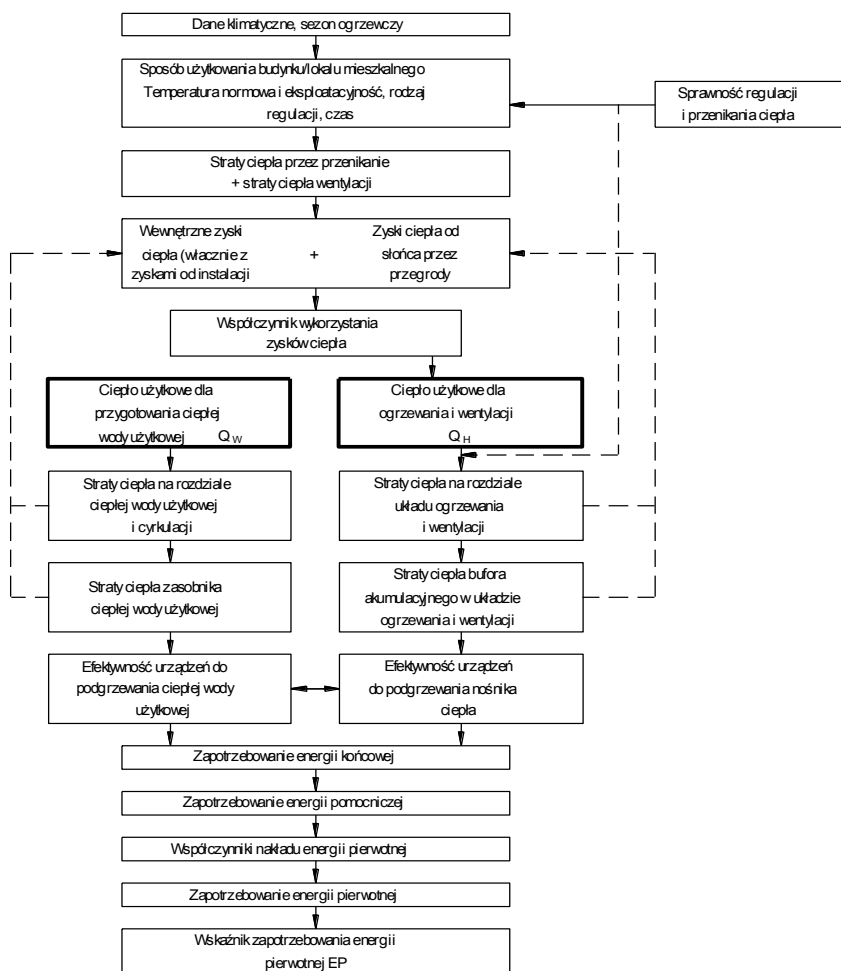 Dane klimatyczne, sezon ogrzewczy
Sposób użytkowania budynku/lokalu mieszkalnego
Temperatura normowa i eksploatacyjność, rodzaj
regulacji, czas
Sprawność regulacji
i przenikania ciepła
Straty ciepła przez przenikanie
+ straty ciepła wentylacji
Wewnętrzne zyski
ciepła (włacznie z
zyskami od instalacji
+
Zyski ciepła od
słońca przez
przegrody
Współczynnik wykorzystania
zysków ciepła
Ciepło użytkowe dla
przygotowania ciepłej
wody użytkowej QW
Ciepło użytkowe dla
ogrzewania i wentylacji
QH
Straty ciepła na rozdziale
ciepłej wody użytkowej
i cyrkulacji
Straty ciepła na rozdziale
układu ogrzewania
i wentylacji
Straty ciepła zasobnika
ciepłej wody użytkowej
Straty ciepła bufora
akumulacyjnego w układzie
ogrzewania i wentylacji
Efektywność urządzeń do
podgrzewania ciepłej wody
użytkowej
Efektywność urządzeń
do podgrzewania nośnika
ciepła
Zapotrzebowanie energii końcowej
Zapotrzebowanie energii pomocniczej
Współczynniki nakładu energii pierwotnej
Zapotrzebowanie energii pierwotnej
Wskaźnik zapotrzebowania energii
pierwotnej EP